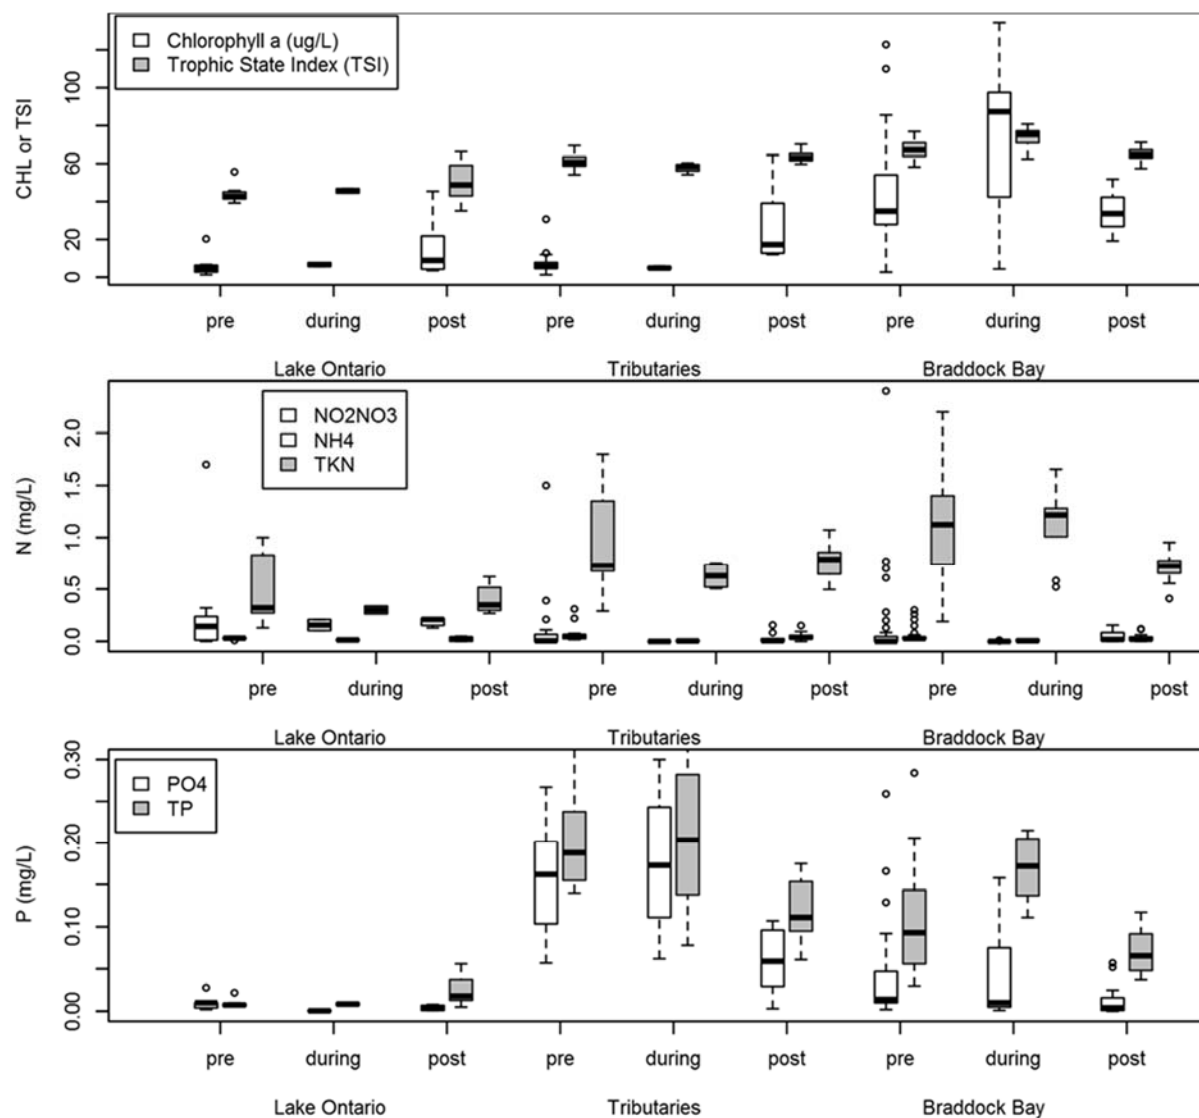 Chlorophyll a (ug/L)
Trophic State Index (TSI)
CHL or TSI
100
60
20
0
pre during post pre during post pre during post
Lake Ontario Tributaries Braddock Bay
NO2NO3
NH4
TKN
N (mg/L)
2.0
1.5
1.0
0.5
0.0
pre during post pre during post pre during post
Lake Ontario Tributaries Braddock Bay
PO4
TP
P (mg/L)
0.30
0.20
0.10
0.00
pre during post pre during post pre during post
Lake Ontario Tributaries Braddock Bay